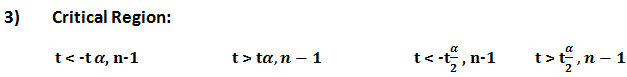 3) Critical Region:
t < -t α, n-1 t > tα, n − 1 t < -t α/2, n-1 t > t α/2, n − 1